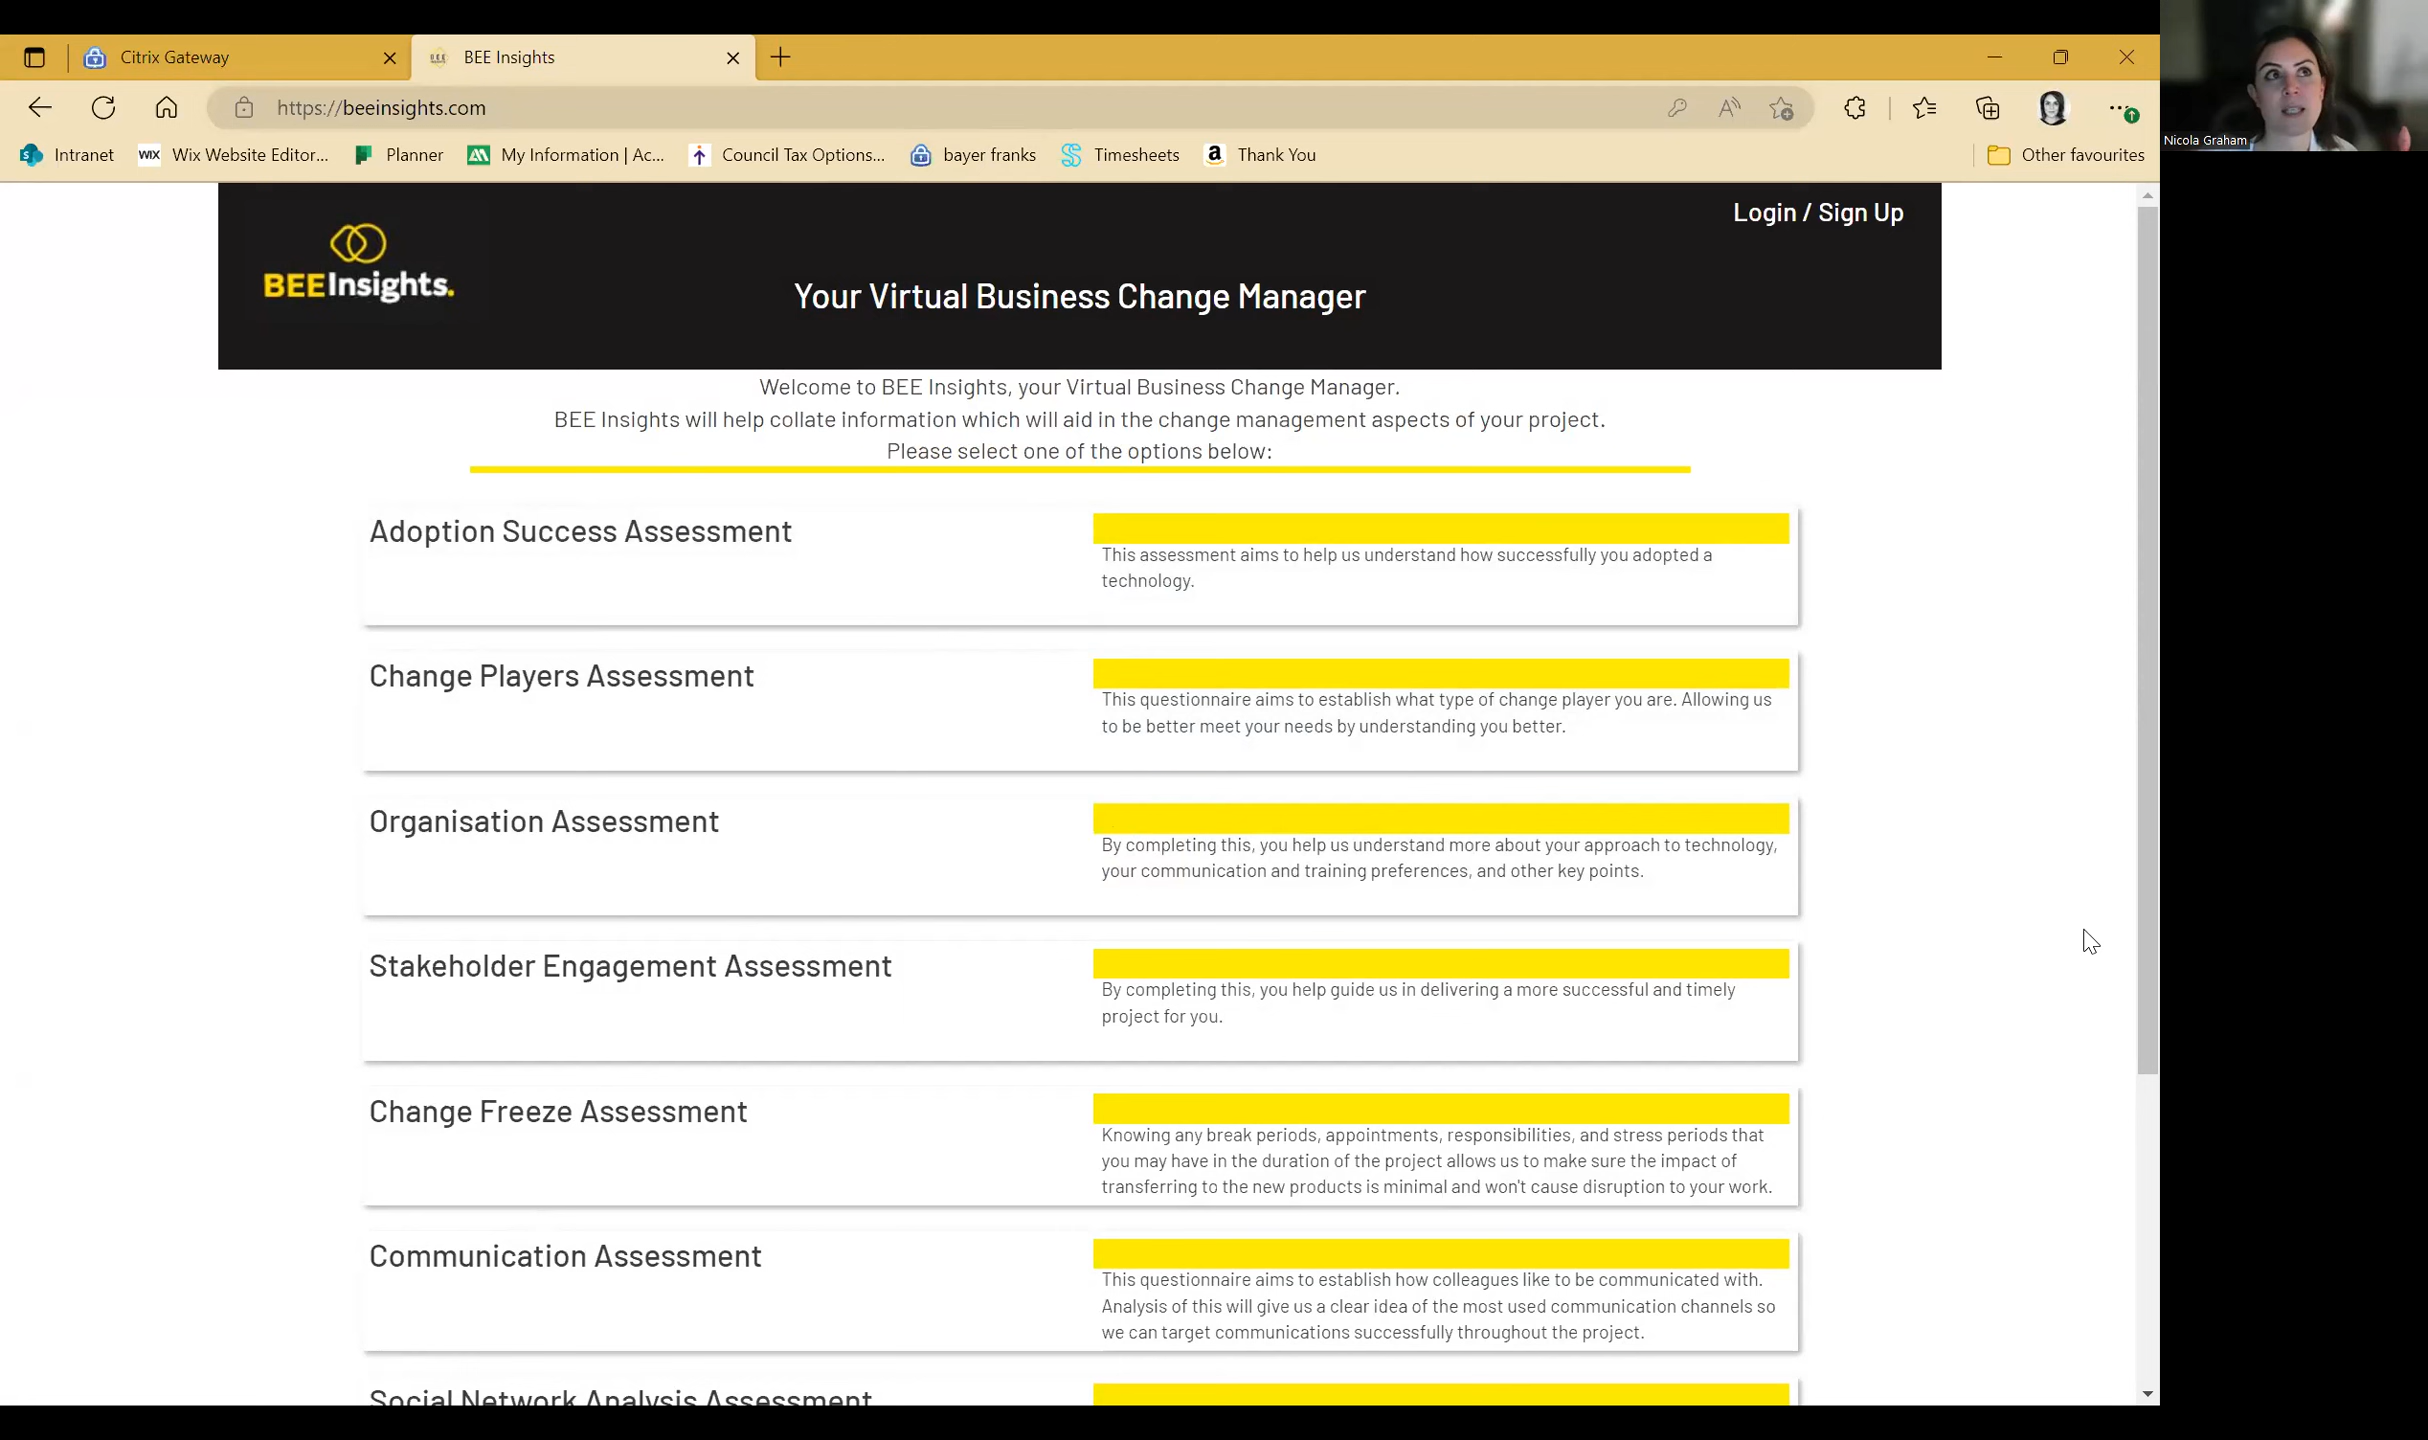 Citrix Gateway
BEE Insights
https://beeinsights.com
Nicola Graham
Intranet
Wix Website Editor...
Planner
My Information | Ac...
Council Tax Options...
bayer franks
Timesheets
Thank You
Other favourites
Login / Sign Up
BEEInsights.
Your Virtual Business Change Manager
Welcome to BEE Insights, your Virtual Business Change Manager.
BEE Insights will help collate information which will aid in the change management aspects of your project.
Please select one of the options below:
Adoption Success Assessment
This assessment aims to help us understand how successfully you adopted a
technology.
Change Players Assessment
This questionnaire aims to establish what type of change player you are. Allowing us
to be better meet your needs by understanding you better.
Organisation Assessment
By completing this, you help us understand more about your approach to technology,
your communication and training preferences, and other key points.
Stakeholder Engagement Assessment
By completing this, you help guide us in delivering a more successful and timely
project for you.
Change Freeze Assessment
Knowing any break periods, appointments, responsibilities, and stress periods that
you may have in the duration of the project allows us to make sure the impact of
transferring to the new products is minimal and won't cause disruption to your work.
Communication Assessment
This questionnaire aims to establish how colleagues like to be communicated with.
Analysis of this will give us a clear idea of the most used communication channels so
we can target communications successfully throughout the project.
Social Network Analysis Assessment